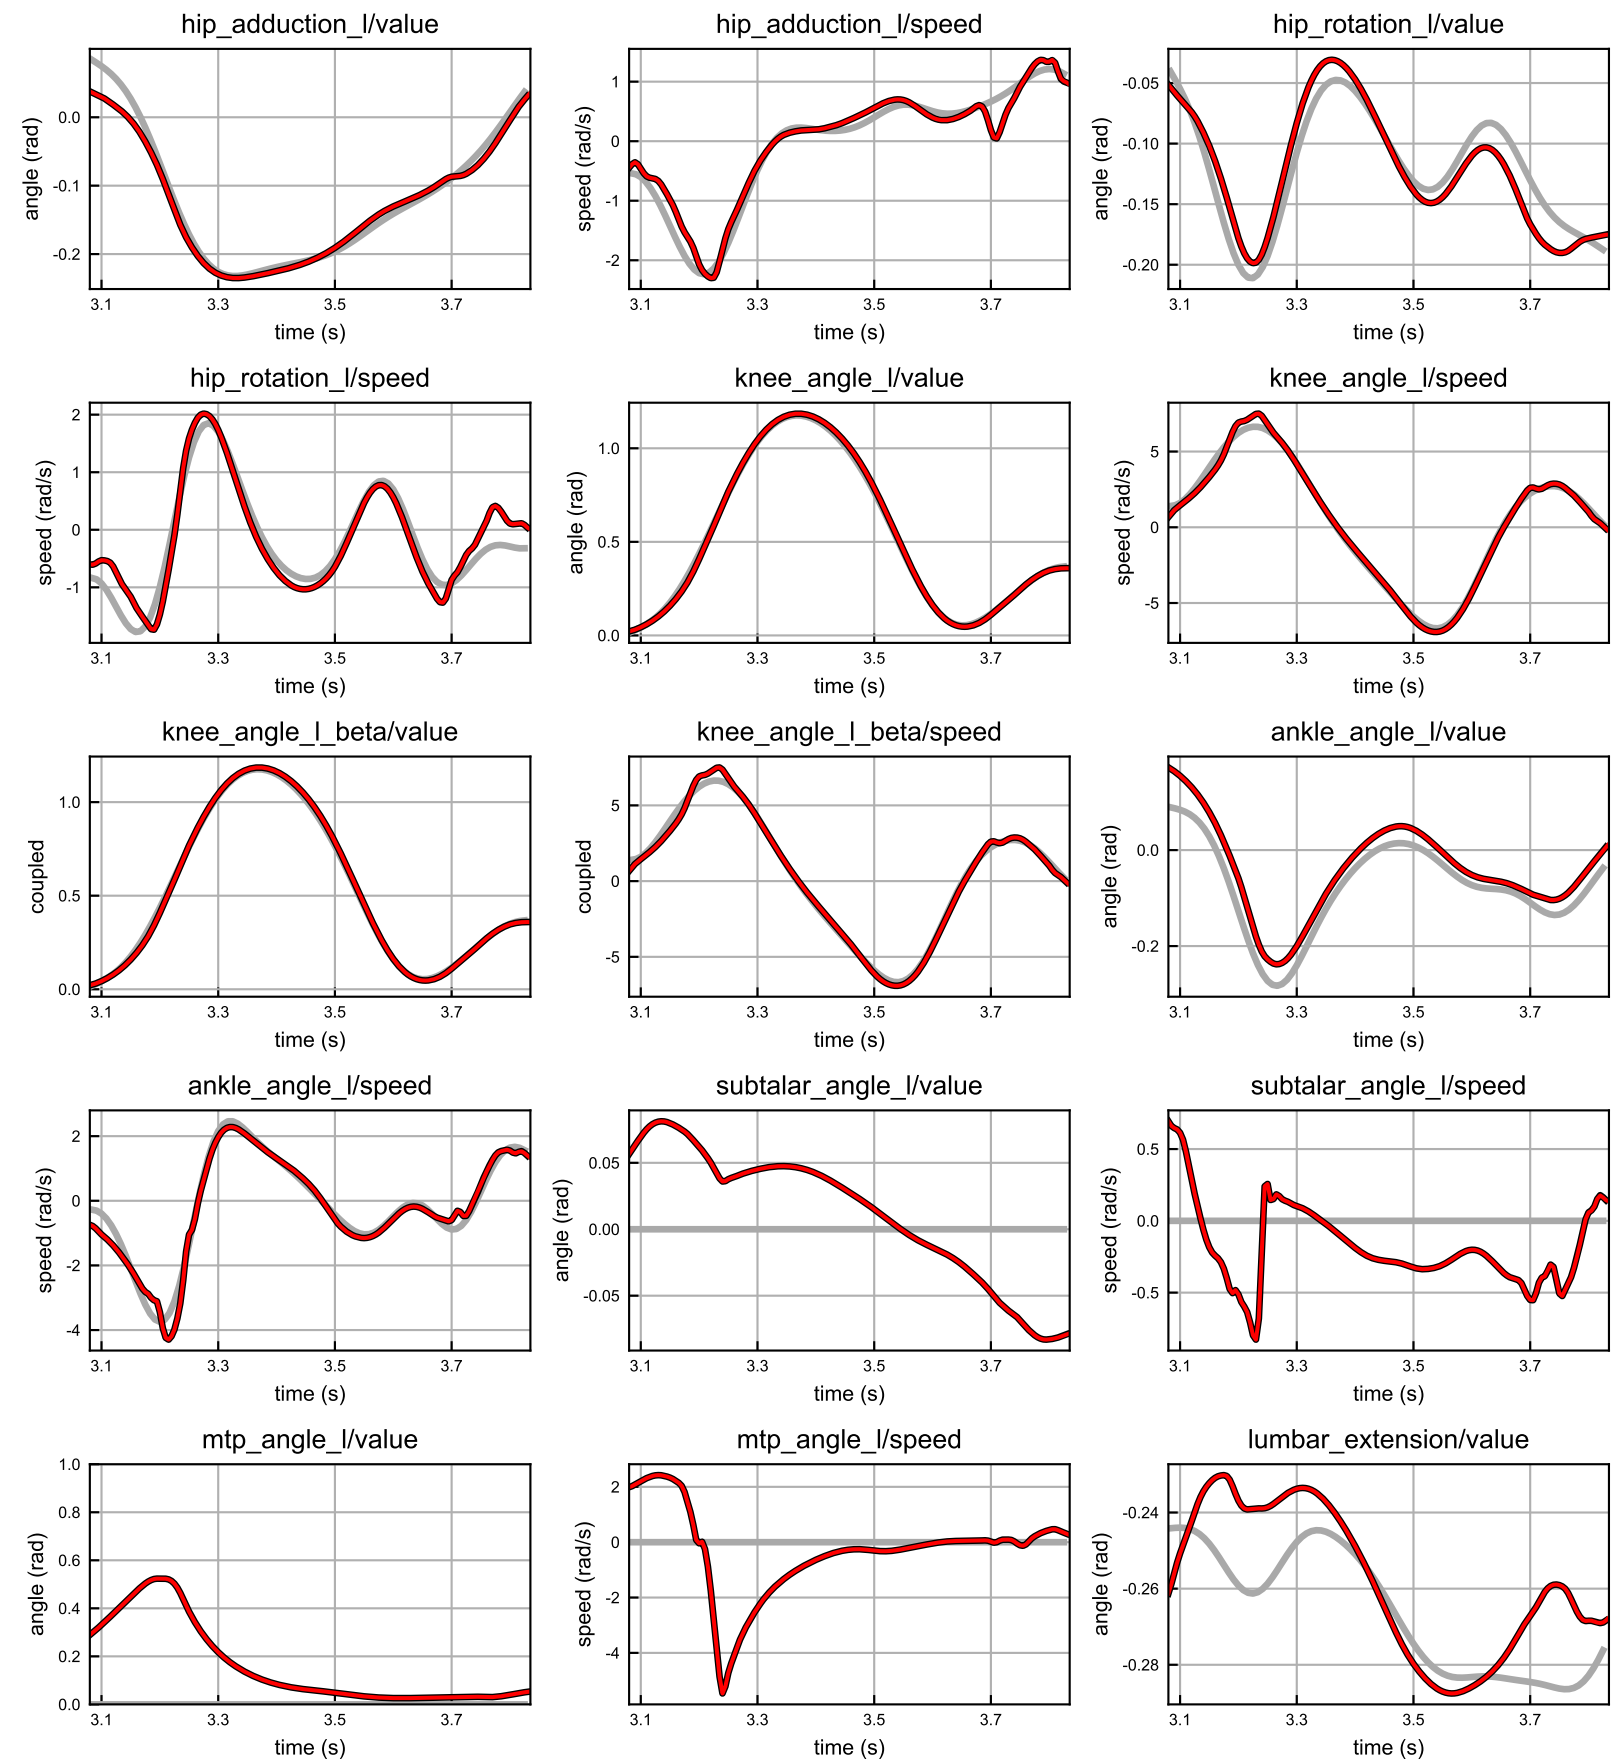 hip_adduction_l/value
hip_adduction_l/speed
hip_rotation_l/value
angle (rad)
0.0
-0.1
-0.2
3.1 3.3 3.5 3.7
time (s)
speed (rad/s)
1
0
-1
-2
3.1 3.3 3.5 3.7
time (s)
angle (rad)
-0.05
-0.10
-0.15
-0.20
3.1 3.3 3.5 3.7
time (s)
hip_rotation_l/speed
knee_angle_l/value
knee_angle_l/speed
speed (rad/s)
2
1
0
-1
3.1 3.3 3.5 3.7
time (s)
angle (rad)
1.0
0.5
0.0
3.1 3.3 3.5 3.7
time (s)
speed (rad/s)
5
0
-5
3.1 3.3 3.5 3.7
time (s)
knee_angle_l_beta/value
knee_angle_l_beta/speed
ankle_angle_l/value
coupled
1.0
0.5
0.0
3.1 3.3 3.5 3.7
time (s)
coupled
5
0
-5
3.1 3.3 3.5 3.7
time (s)
angle (rad)
0.0
-0.2
3.1 3.3 3.5 3.7
time (s)
ankle_angle_l/speed
subtalar_angle_l/value
subtalar_angle_l/speed
speed (rad/s)
2
0
-2
-4
3.1 3.3 3.5 3.7
time (s)
angle (rad)
0.05
0.00
-0.05
3.1 3.3 3.5 3.7
time (s)
speed (rad/s)
0.5
0.0
-0.5
3.1 3.3 3.5 3.7
time (s)
mtp_angle_l/value
mtp_angle_l/speed
lumbar_extension/value
angle (rad)
1.0
0.8
0.6
0.4
0.2
0.0
3.1 3.3 3.5 3.7
time (s)
speed (rad/s)
2
0
-2
-4
3.1 3.3 3.5 3.7
time (s)
angle (rad)
-0.24
-0.26
-0.28
3.1 3.3 3.5 3.7
time (s)